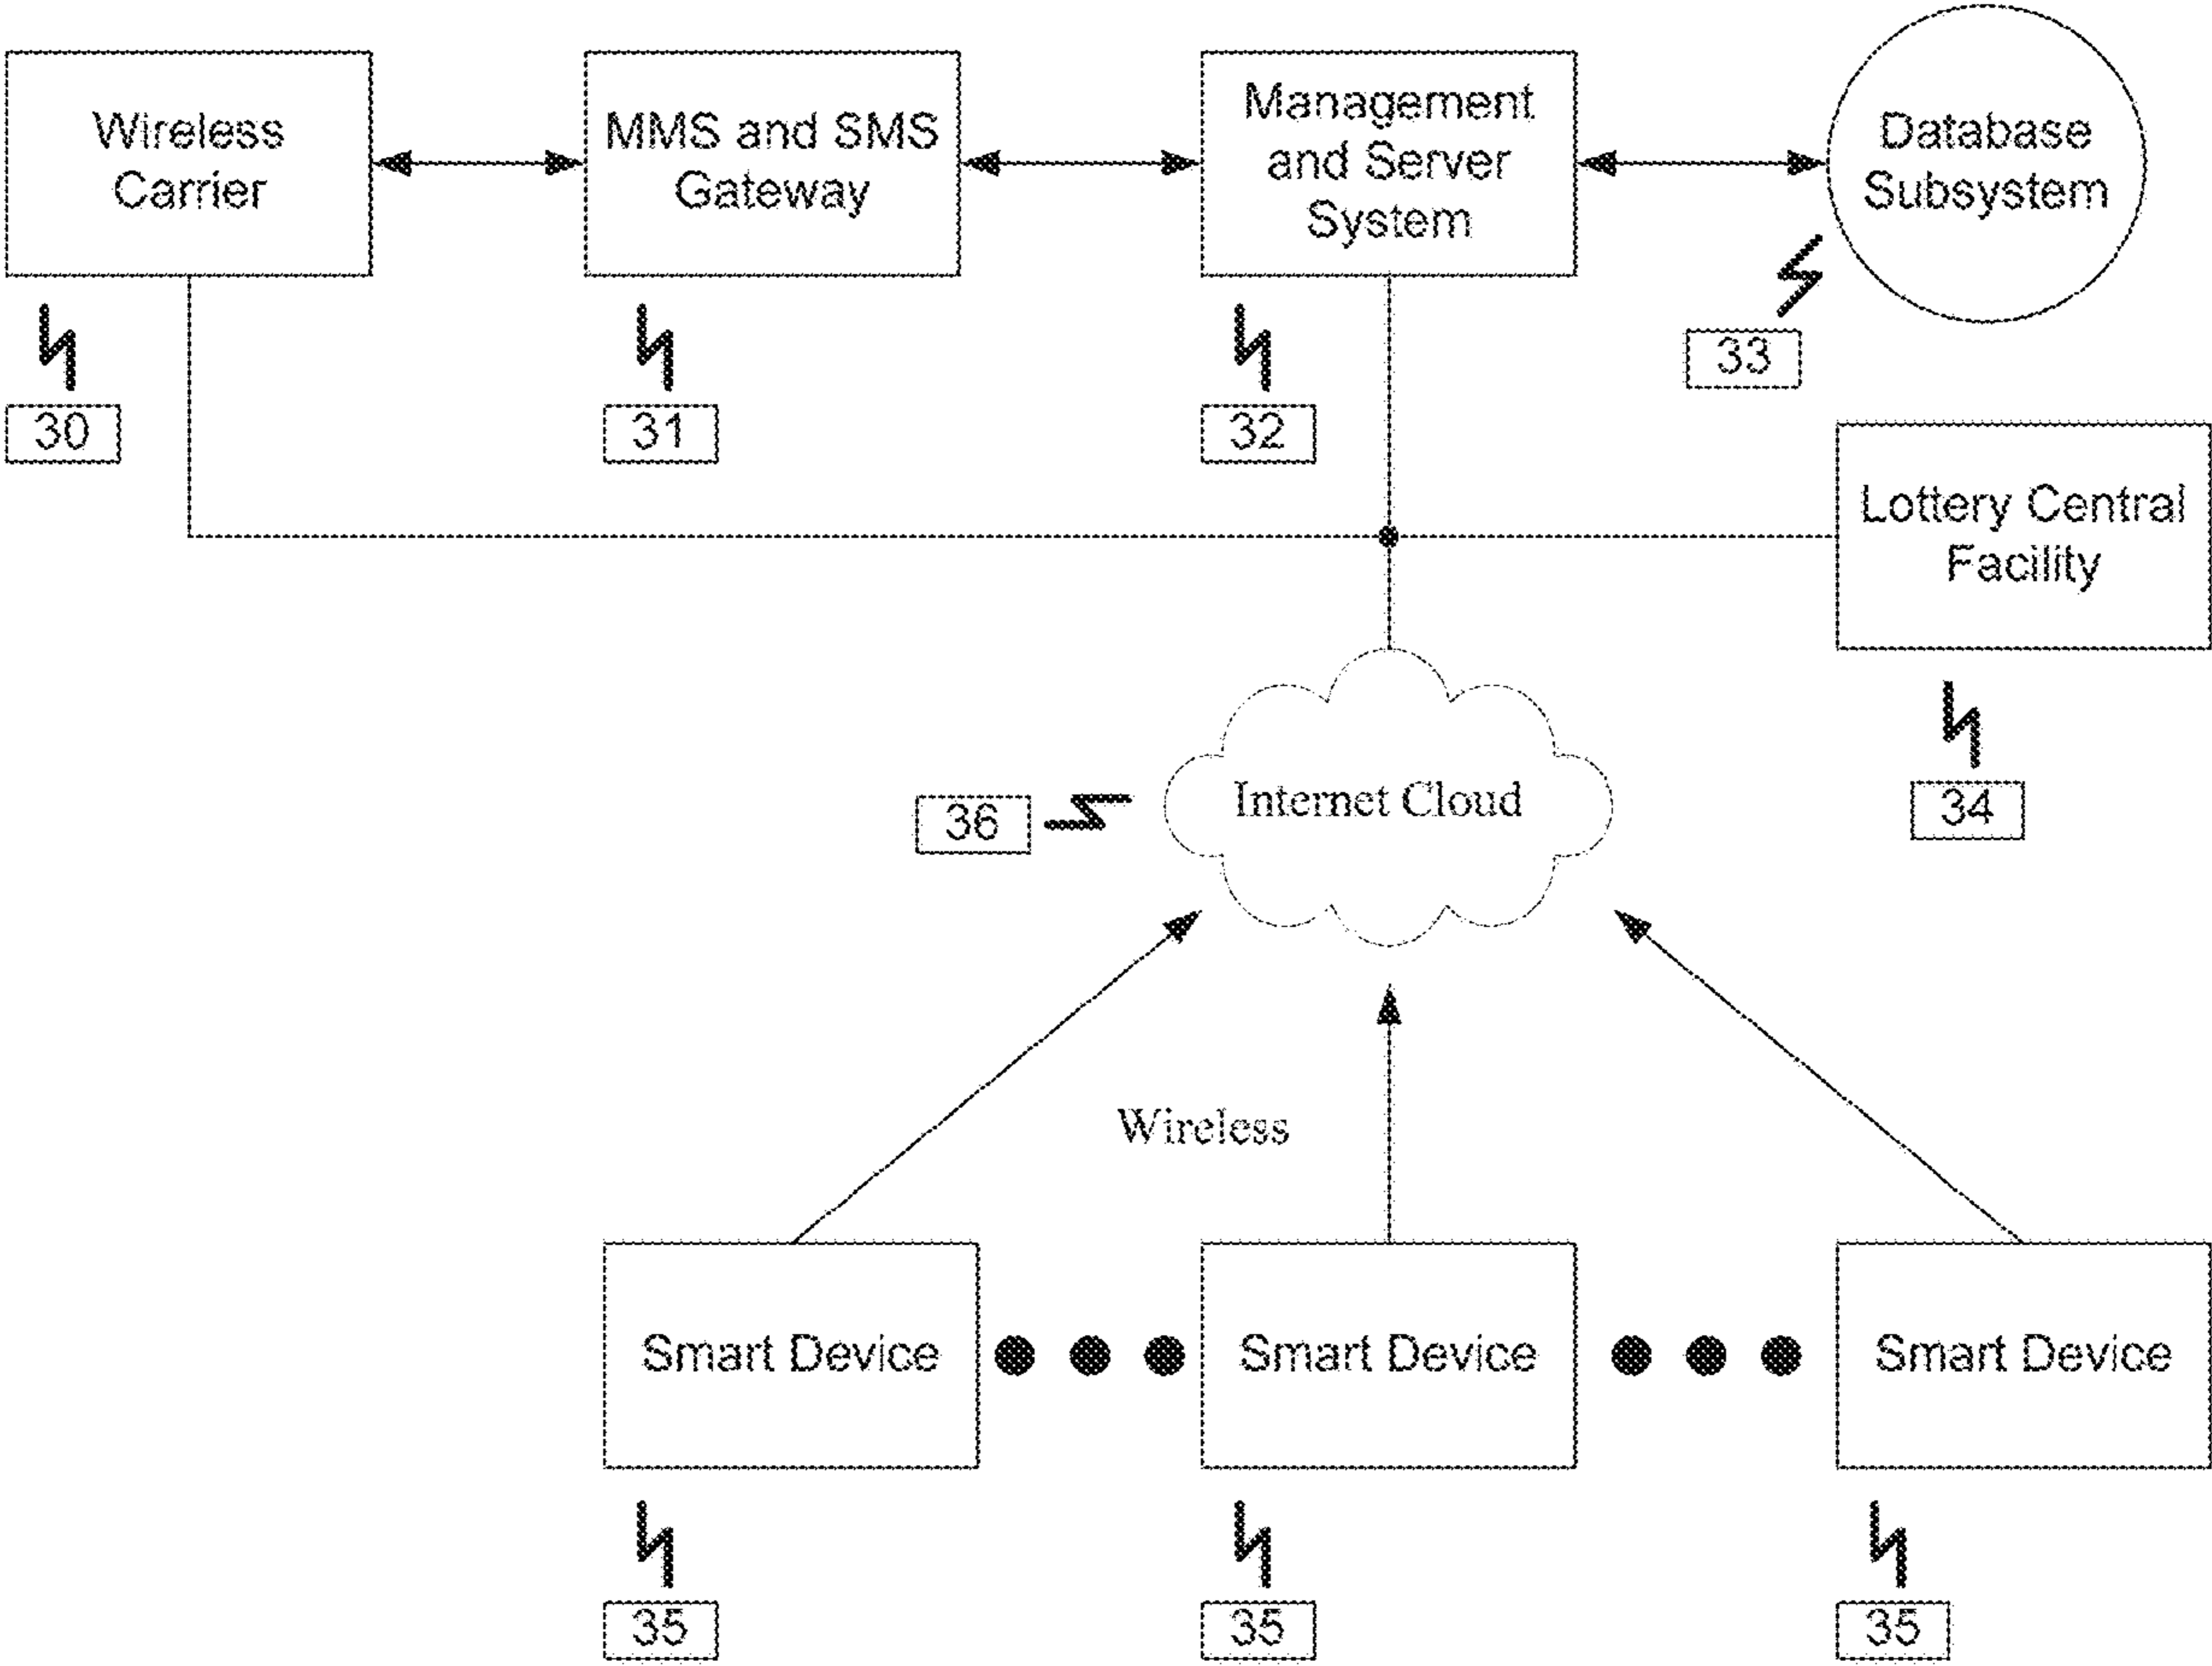 Wireless
Carrier
MMS and SMS
Gateway
Management
and Server
System
Database
Subsystem
30
31
32
33
Lottery Central
Facility
34
Internet Cloud
36
Wireless
Smart Device
Smart Device
Smart Device
35
35
35